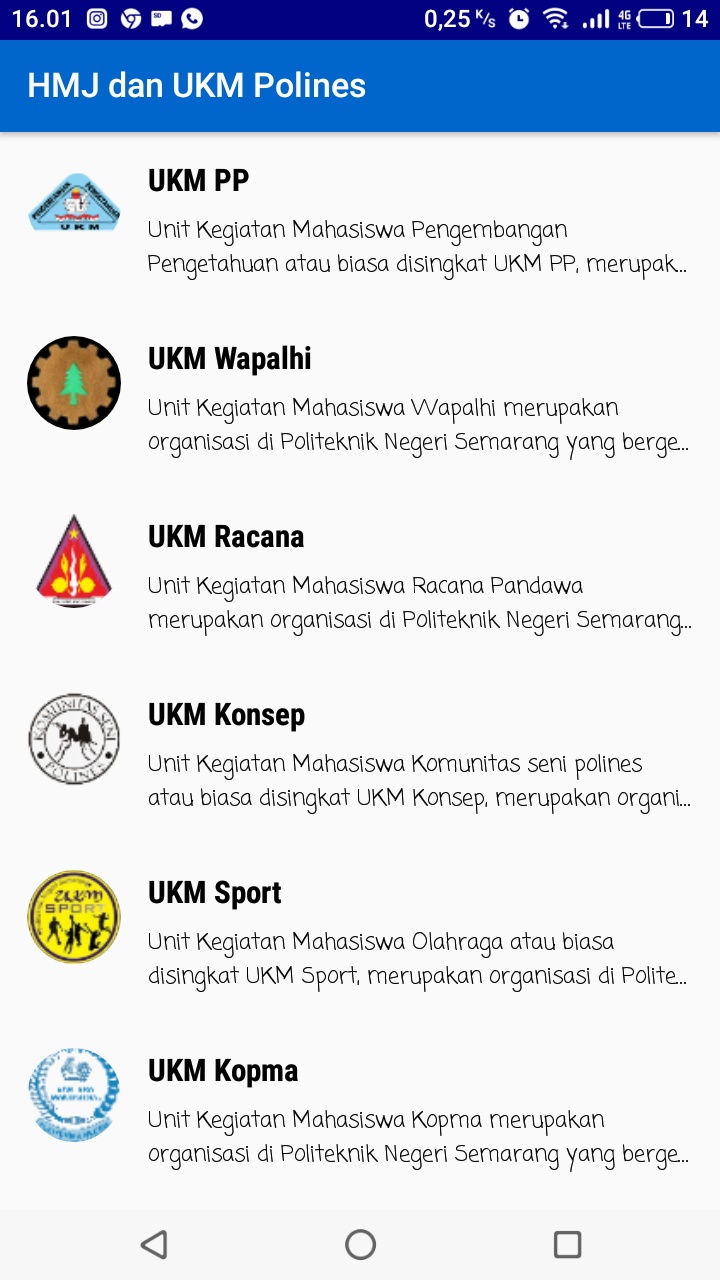 16.01
0,25 K/s
4G
LTE
14
HMJ dan UKM Polines
UKM PP
Unit Kegiatan Mahasiswa Pengembangan
Pengetahuan atau biasa disingkat UKM PP, merupak...
UKM
UKM Wapalhi
Unit Kegiatan Mahasiswa Wapalhi merupakan
organisasi di Politeknik Negeri Semarang yang berge...
UKM Racana
Unit Kegiatan Mahasiswa Racana Pandawa
merupakan organisasi di Politeknik Negeri Semarang...
KOMUNITAS SENI
POLINES
UKM Konsep
Unit Kegiatan Mahasiswa Komunitas seni polines
atau biasa disingkat UKM Konsep, merupakan organi...
SPORT
UKM Sport
Unit Kegiatan Mahasiswa Olahraga atau biasa
disingkat UKM Sport, merupakan organisasi di Polite...
UKM Kopma
Unit Kegiatan Mahasiswa Kopma merupakan
organisasi di Politeknik Negeri Semarang yang berge...